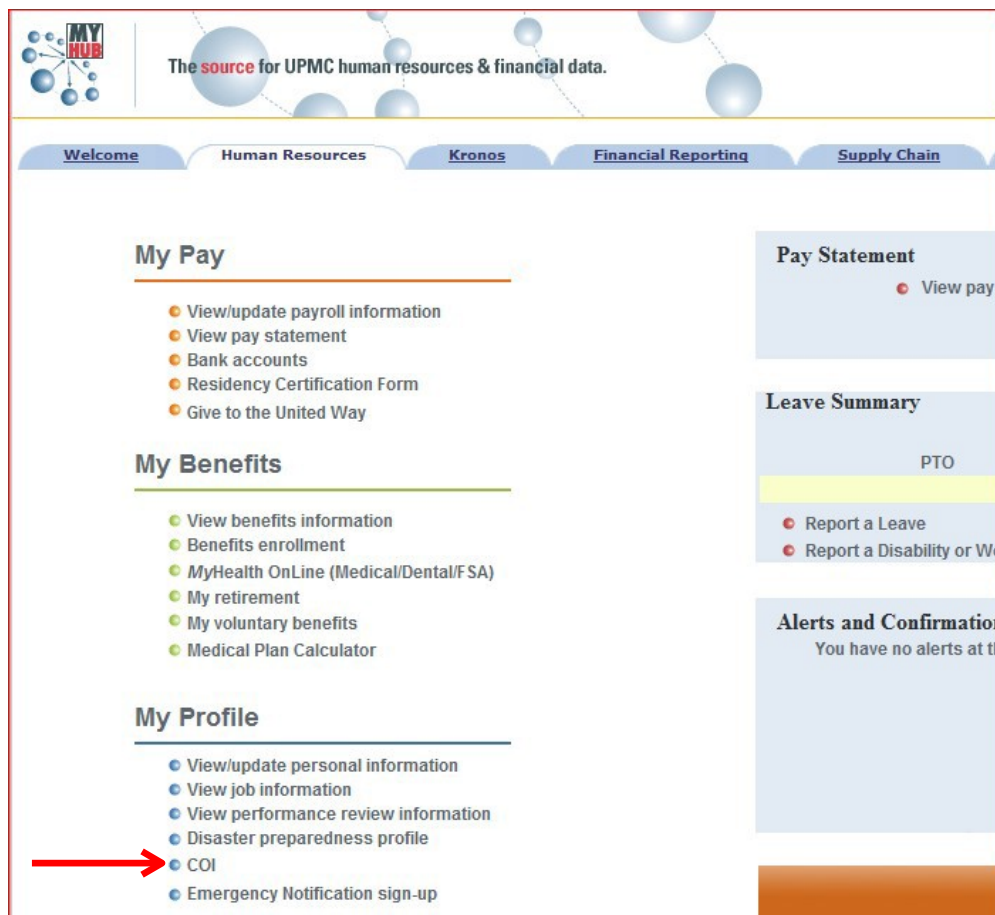 MY
HUB
The source for UPMC human resources & financial data.
Welcome Human Resources Kronos Financial Reporting Supply Chain
My Pay
View/update payroll information
View pay statement
Bank accounts
Residency Certification Form
Give to the United Way
My Benefits
View benefits information
Benefits enrollment
MyHealth OnLine (Medical/Dental/FSA)
My retirement
My voluntary benefits
Medical Plan Calculator
My Profile
View/update personal information
View job information
View performance review information
Disaster preparedness profile
COI
Emergency Notification sign-up
Pay Statement
View pay
Leave Summary
PTO
Report a Leave
Report a Disability or
Alerts and
You have no alerts at